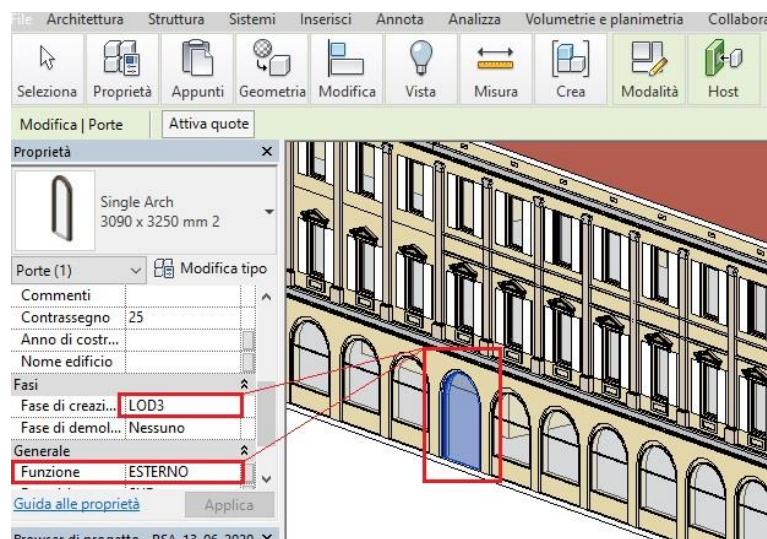 File Architettura Struttura Sistemi Inserisci Annota Analizza Volumetrie e planimetria Collabora
Seleziona Proprietà Appunti Geometria Modifica Vista Misura Crea Modalità Host
Modifica | Porte Attiva quote
Proprietà
Single Arch
3090 x 3250 mm 2
Porte (1) Modifica tipo
Commenti
Contrassegno 25
Anno di costr...
Nome edificio
Fasi
Fase di creazi... LOD3
Fase di demol... Nessuno
Generale
Funzione ESTERNO
Guida alle proprietà Applica